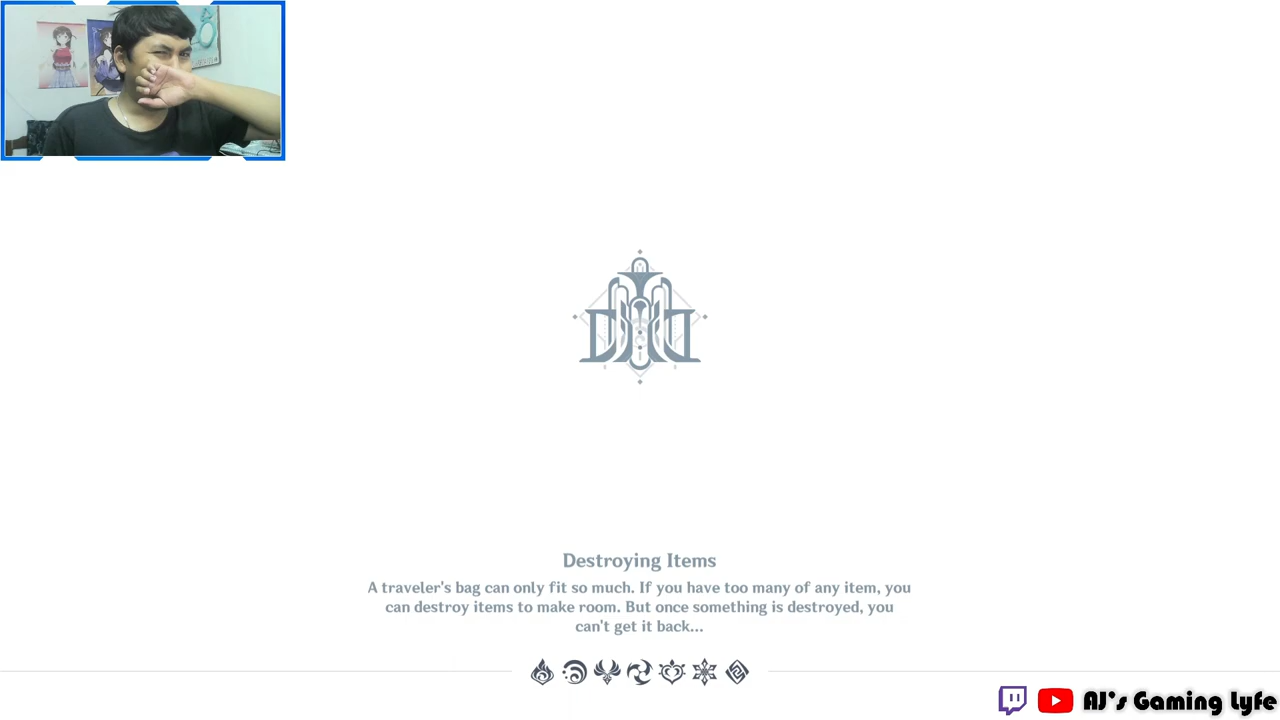 Destroying Items
A traveler's bag can only fit so much. If you have too many of any item, you
can destroy items to make room. But once something is destroyed, you
can't get it back...
AJ's Gaming Lyfe